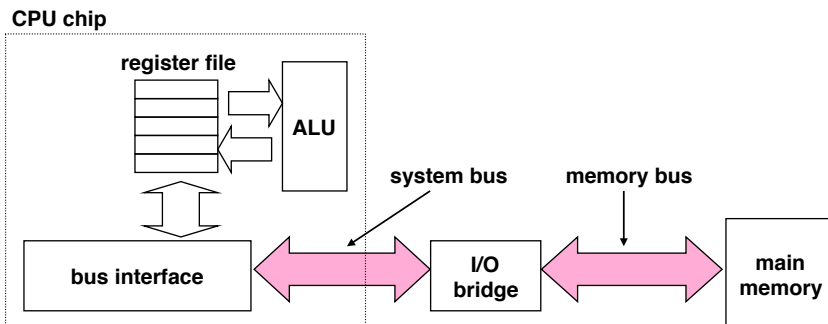 CPU chip
register file
ALU
system bus
memory bus
bus interface
I/O
bridge
main
memory